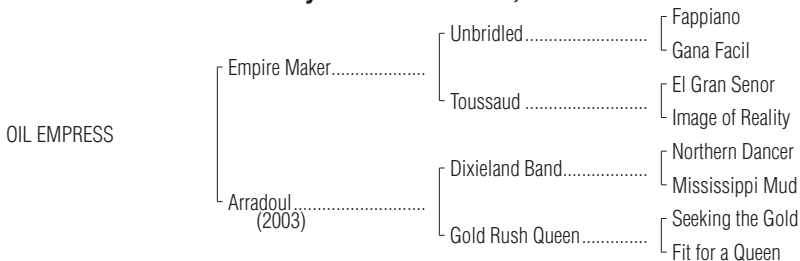 Fappiano
Unbridled
Gana Facil
Empire Maker
El Gran Senor
Toussaud
Image of Reality
OIL EMPRESS
Northern Dancer
Dixieland Band
Mississippi Mud
Arradoul
(2003)
Seeking the Gold
Gold Rush Queen
Fit for a Queen